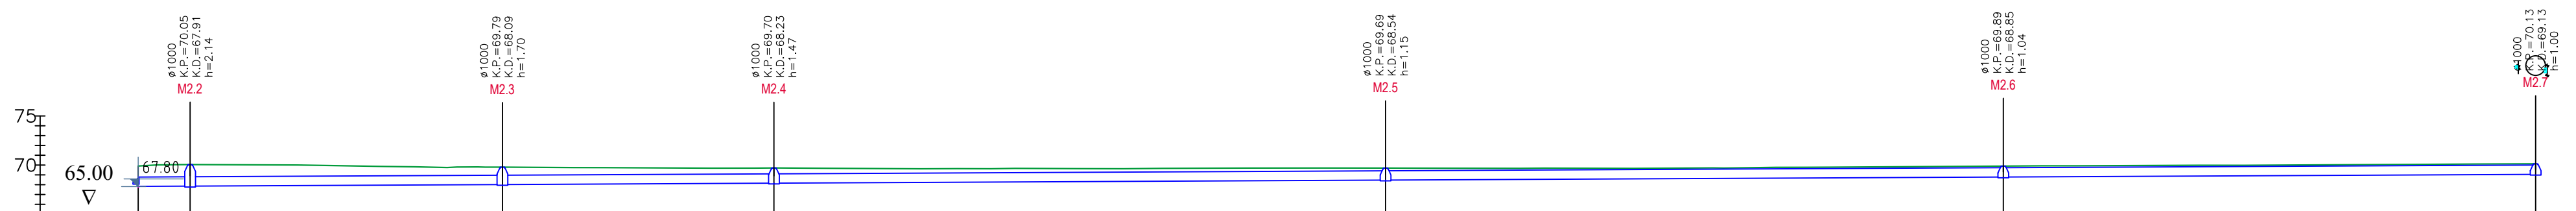 ø1000
K.P.=70.05
K.D.=67.91
h=2.14
M2.2
ø1000
K.P.=69.79
K.D.=68.09
h=1.70
M2.3
ø1000
K.P.=69.70
K.D.=68.23
h=1.47
M2.4
ø1000
K.P.=69.69
K.D.=68.54
h=1.15
M2.5
ø1000
K.P.=69.89
K.D.=68.85
h=1.04
M2.6
ø1000
K.P.=70.13
K.D.=69.13
h=1.00
M2.7
75
70
65.00
67.80